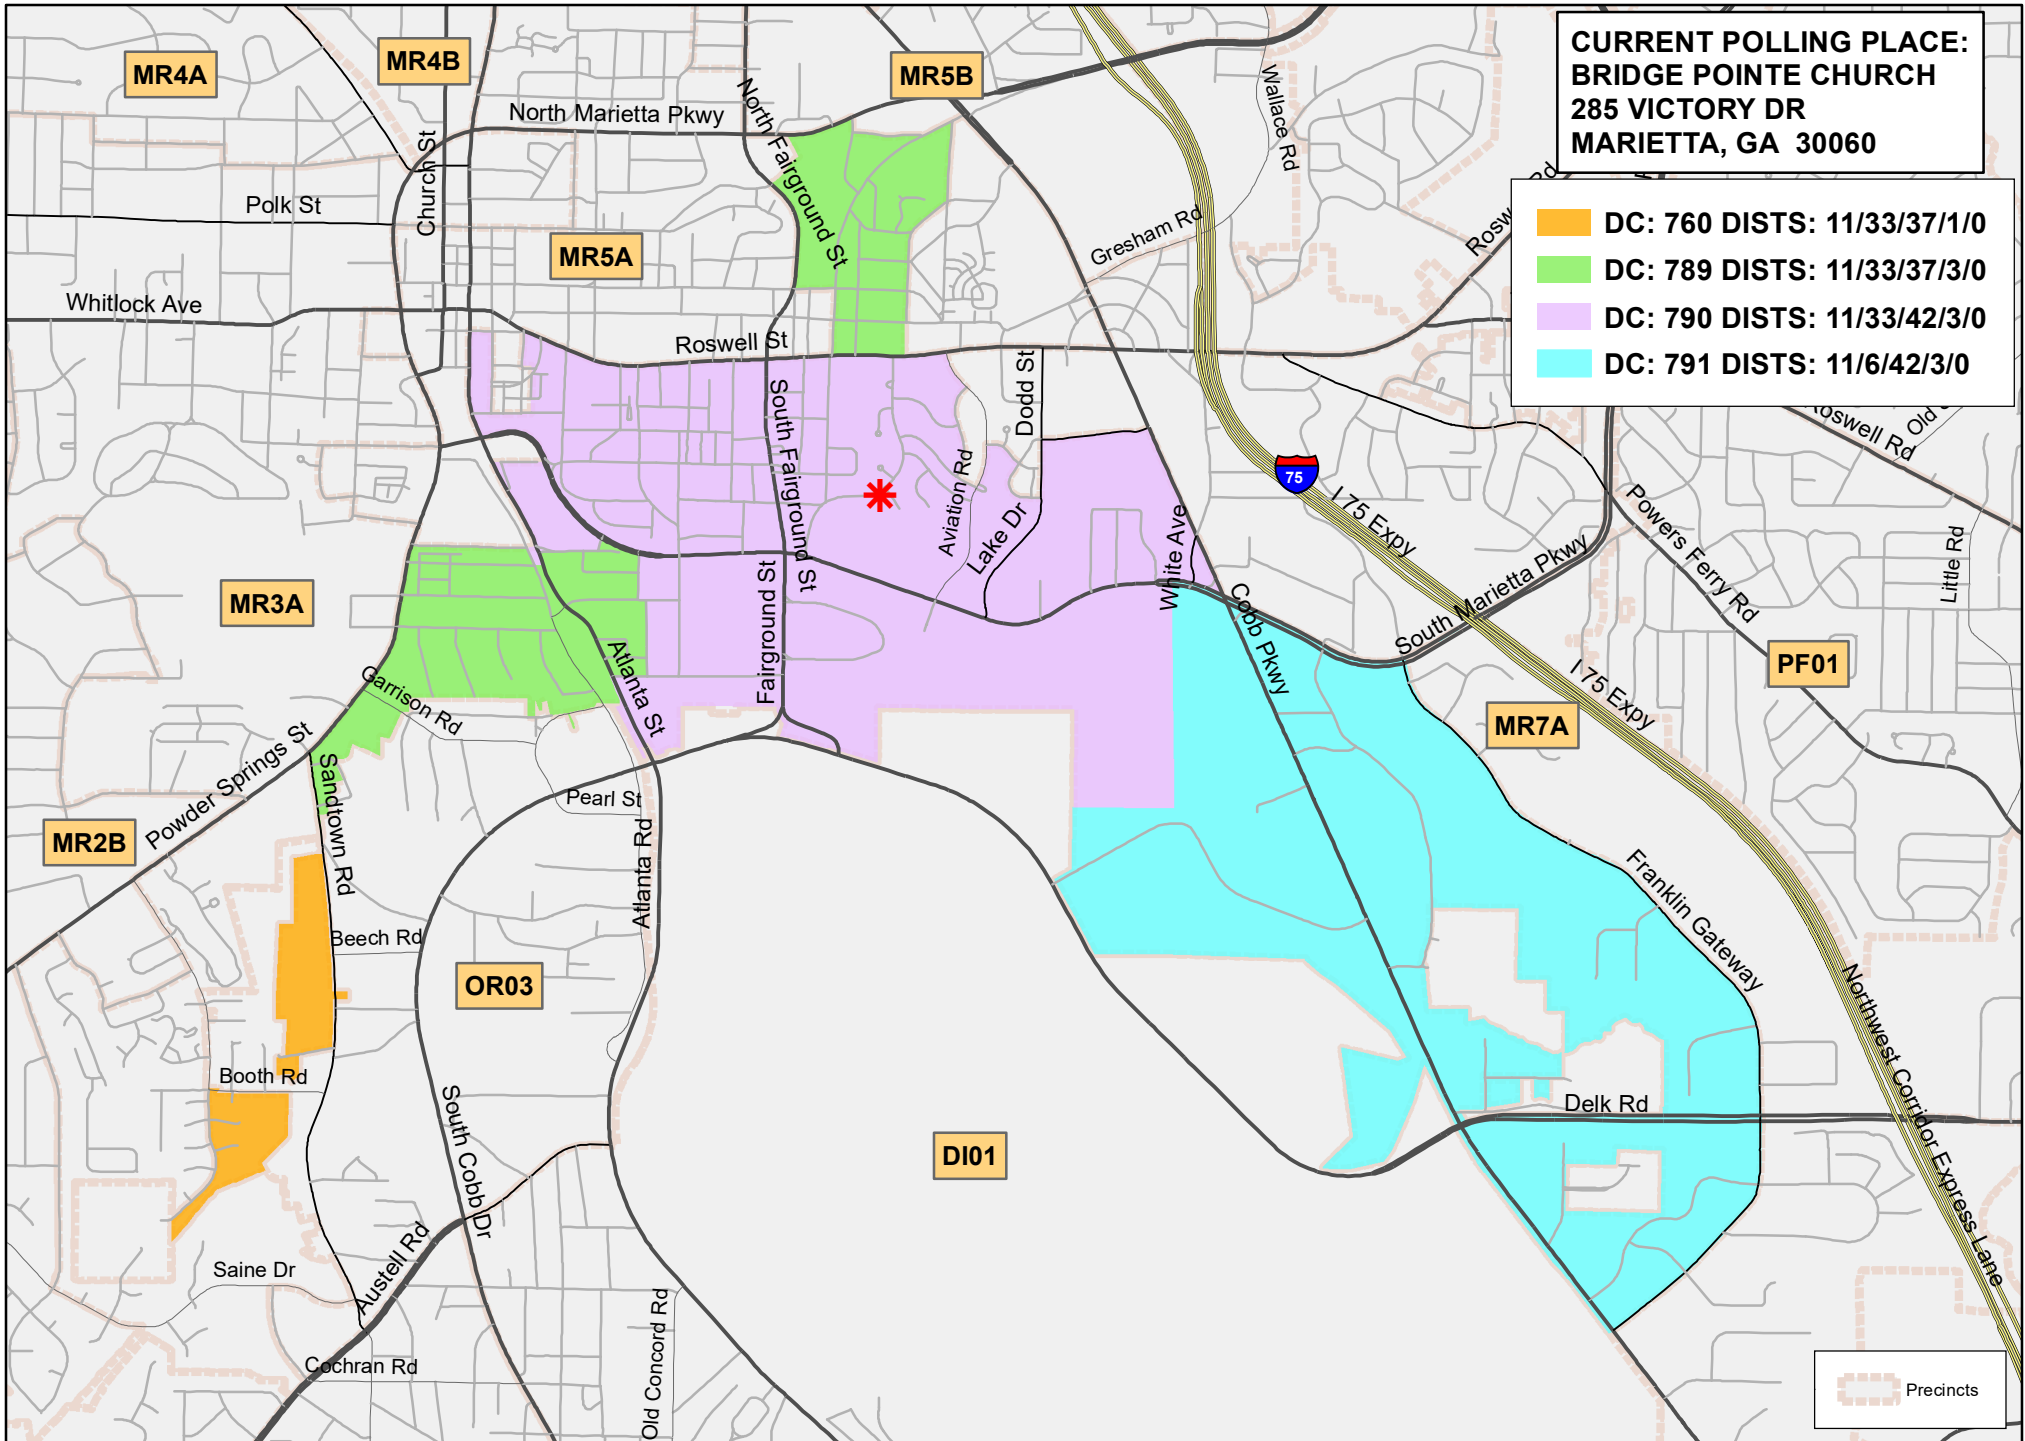 CURRENT POLLING PLACE:
BRIDGE POINTE CHURCH
285 VICTORY DR
MARIETTA, GA  30060
DC: 760 DISTS: 11/33/37/1/0
DC: 789 DISTS: 11/33/37/3/0
DC: 790 DISTS: 11/33/42/3/0
DC: 791 DISTS: 11/6/42/3/0
MR4A
MR4B
MR5B
North Marietta Pkwy
North Fairground St
Wallace Rd
Church St
Polk St
MR5A
Gresham Rd
Whitlock Ave
Roswell St
Dodd St
South Fairground St
Roswell Rd
Old
Aviation Rd
Lake Dr
75
I 75 Expy
Powers Ferry Rd
Little Rd
White Ave
South Marietta Pkwy
MR3A
Fairground St
Cobb Pkwy
Atlanta St
Garrison Rd
I 75 Expy
PF01
MR7A
Powder Springs St
Sandtown Rd
Pearl St
MR2B
Atlanta Rd
Franklin Gateway
Beech Rd
OR03
Northwest Corridor Express Lane
Booth Rd
South Cobb Dr
Delk Rd
DI01
Saine Dr
Austell Rd
Old Concord Rd
Cochran Rd
Precincts